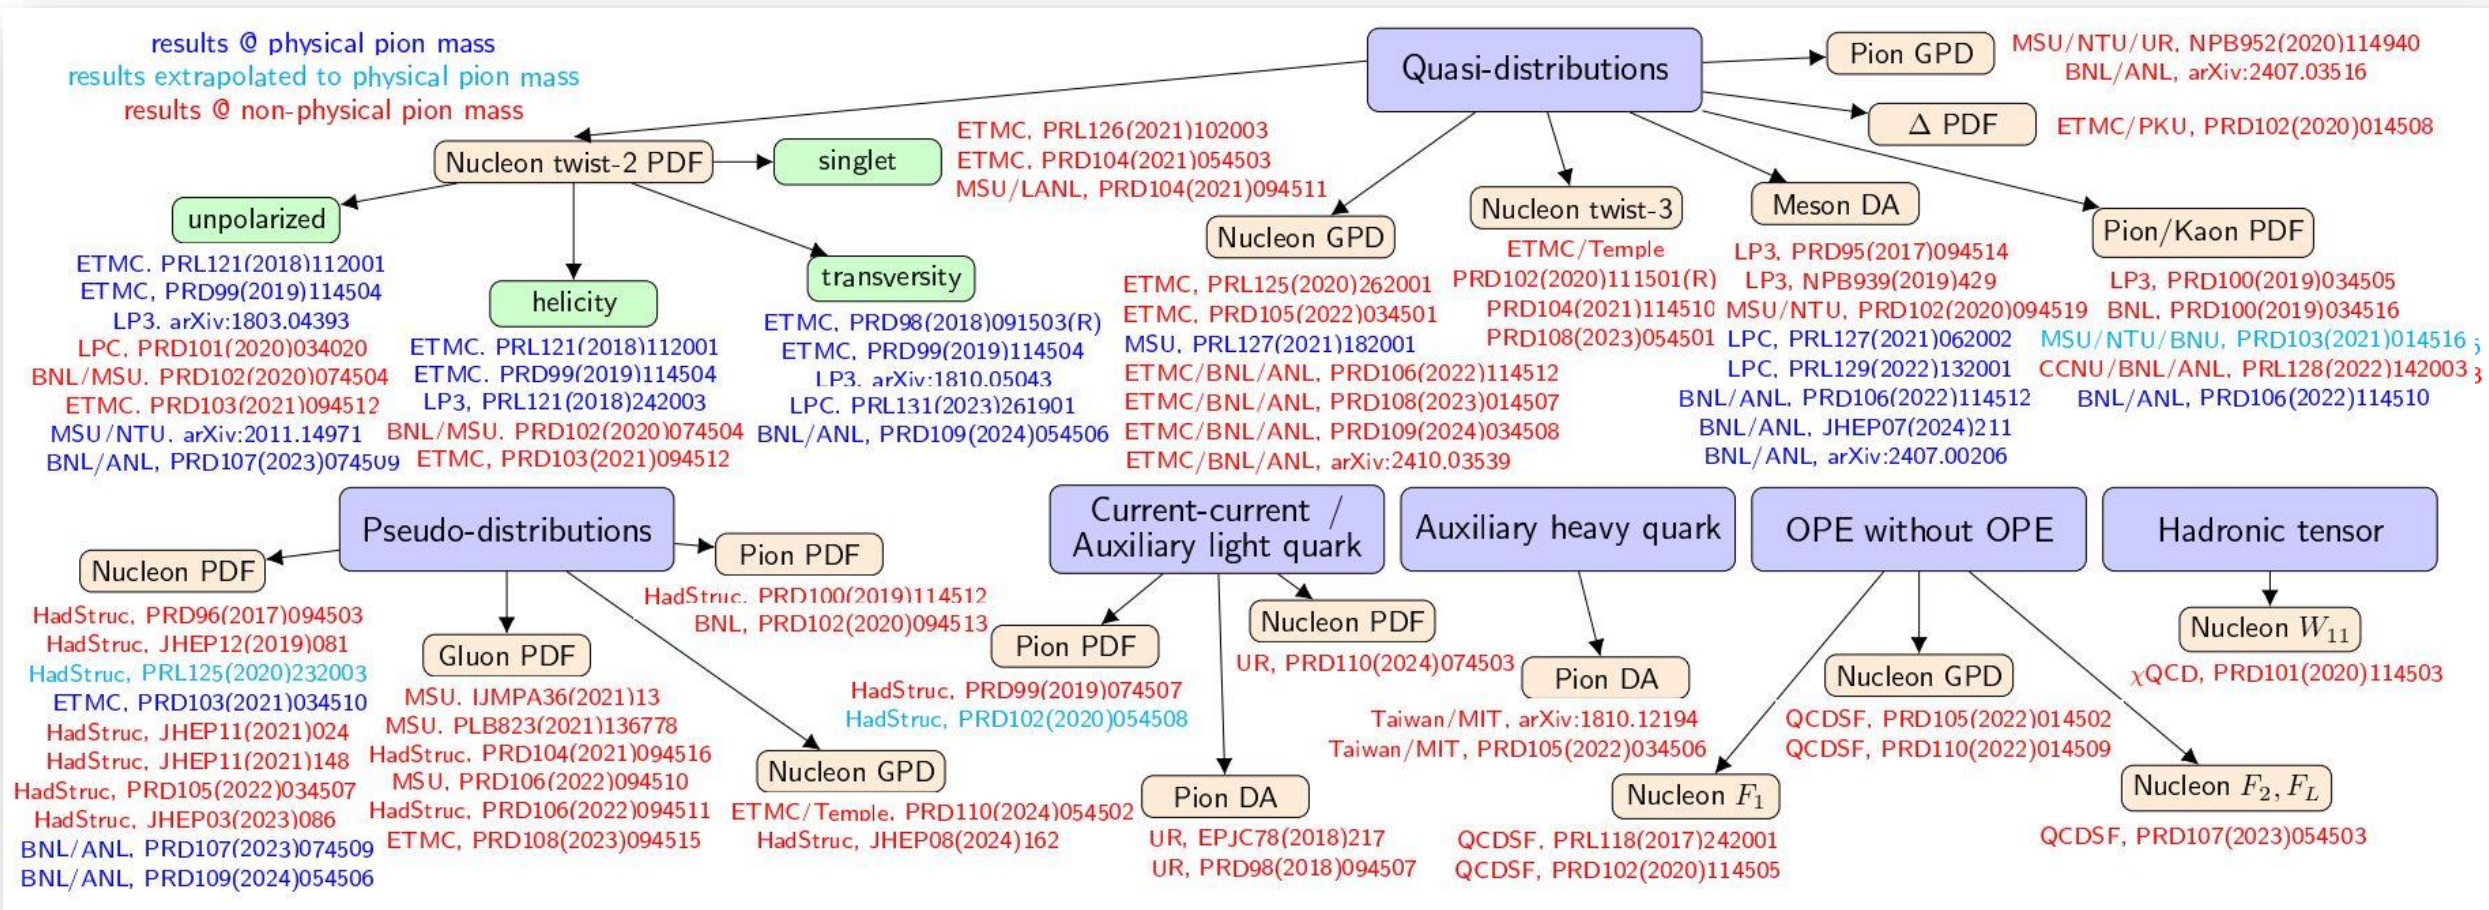 results @ physical pion mass
results extrapolated to physical pion mass
results @ non-physical pion mass
Quasi-distributions
Pion GPD
MSU/NTU/UR, NPB952(2020)114940
BNL/ANL, arXiv:2407.03516
Δ PDF
ETMC/PKU, PRD102(2020)014508
Nucleon twist-2 PDF
singlet
ETMC, PRL126(2021)102003
ETMC, PRD104(2021)054503
MSU/LANL, PRD104(2021)094511
unpolarized
ETMC. PRL121(2018)112001
ETMC, PRD99(2019)114504
LP3. arXiv:1803.04393
LPC, PRD101(2020)034020
BNL/MSU. PRD102(2020)074504
ETMC. PRD103(2021)094512
MSU/NTU. arXiv:2011.14971
BNL/ANL, PRD107(2023)074509
helicity
ETMC. PRL121(2018)112001
ETMC. PRD99(2019)114504
LP3, PRL121(2018)242003
BNL/MSU. PRD102(2020)074504
ETMC, PRD103(2021)094512
transversity
ETMC, PRD98(2018)091503(R)
ETMC, PRD99(2019)114504
LP3. arXiv:1810.05043
LPC. PRL131(2023)261901
BNL/ANL, PRD109(2024)054506
Nucleon GPD
ETMC, PRL125(2020)262001
ETMC, PRD105(2022)034501
MSU, PRL127(2021)182001
ETMC/BNL/ANL, PRD106(2022)114512
ETMC/BNL/ANL, PRD108(2023)014507
ETMC/BNL/ANL, PRD109(2024)034508
ETMC/BNL/ANL, arXiv:2410.03539
Nucleon twist-3
ETMC/Temple
PRD102(2020)111501(R)
PRD104(2021)114510
PRD108(2023)054501
Meson DA
LP3, PRD95(2017)094514
LP3, NPB939(2019)429
MSU/NTU, PRD102(2020)094519
LPC, PRL127(2021)062002
LPC, PRL129(2022)132001
BNL/ANL, PRD106(2022)114512
BNL/ANL, JHEP07(2024)211
BNL/ANL, arXiv:2407.00206
Pion/Kaon PDF
LP3, PRD100(2019)034505
BNL, PRD100(2019)034516
MSU/NTU/BNU, PRD103(2021)014516
CCNU/BNL/ANL, PRL128(2022)142003
BNL/ANL, PRD106(2022)114510
Pseudo-distributions
Nucleon PDF
HadStruc, PRD96(2017)094503
HadStruc, JHEP12(2019)081
HadStruc, PRL125(2020)232003
ETMC, PRD103(2021)034510
HadStruc, JHEP11(2021)024
HadStruc, JHEP11(2021)148
HadStruc, PRD105(2022)034507
HadStruc, JHEP03(2023)086
BNL/ANL, PRD107(2023)074509
BNL/ANL, PRD109(2024)054506
Gluon PDF
MSU. IJMPA36(2021)13
MSU. PLB823(2021)136778
HadStruc, PRD104(2021)094516
MSU, PRD106(2022)094510
HadStruc, PRD106(2022)094511
ETMC, PRD108(2023)094515
Pion PDF
HadStruc. PRD100(2019)114512
BNL, PRD102(2020)094513
Nucleon GPD
ETMC/Temple, PRD110(2024)054502
HadStruc, JHEP08(2024)162
Current-current /
Auxiliary light quark
Pion PDF
HadStruc, PRD99(2019)074507
HadStruc, PRD102(2020)054508
Nucleon PDF
UR, PRD110(2024)074503
Pion DA
UR, EPJC78(2018)217
UR, PRD98(2018)094507
Auxiliary heavy quark
Pion DA
Taiwan/MIT, arXiv:1810.12194
Taiwan/MIT, PRD105(2022)034506
OPE without OPE
Nucleon F₁
QCDSF, PRL118(2017)242001
QCDSF, PRD102(2020)114505
Nucleon GPD
QCDSF, PRD105(2022)014502
QCDSF, PRD110(2022)014509
Nucleon F₂, F_L
QCDSF, PRD107(2023)054503
Hadronic tensor
Nucleon W₁₁
χQCD, PRD101(2020)114503